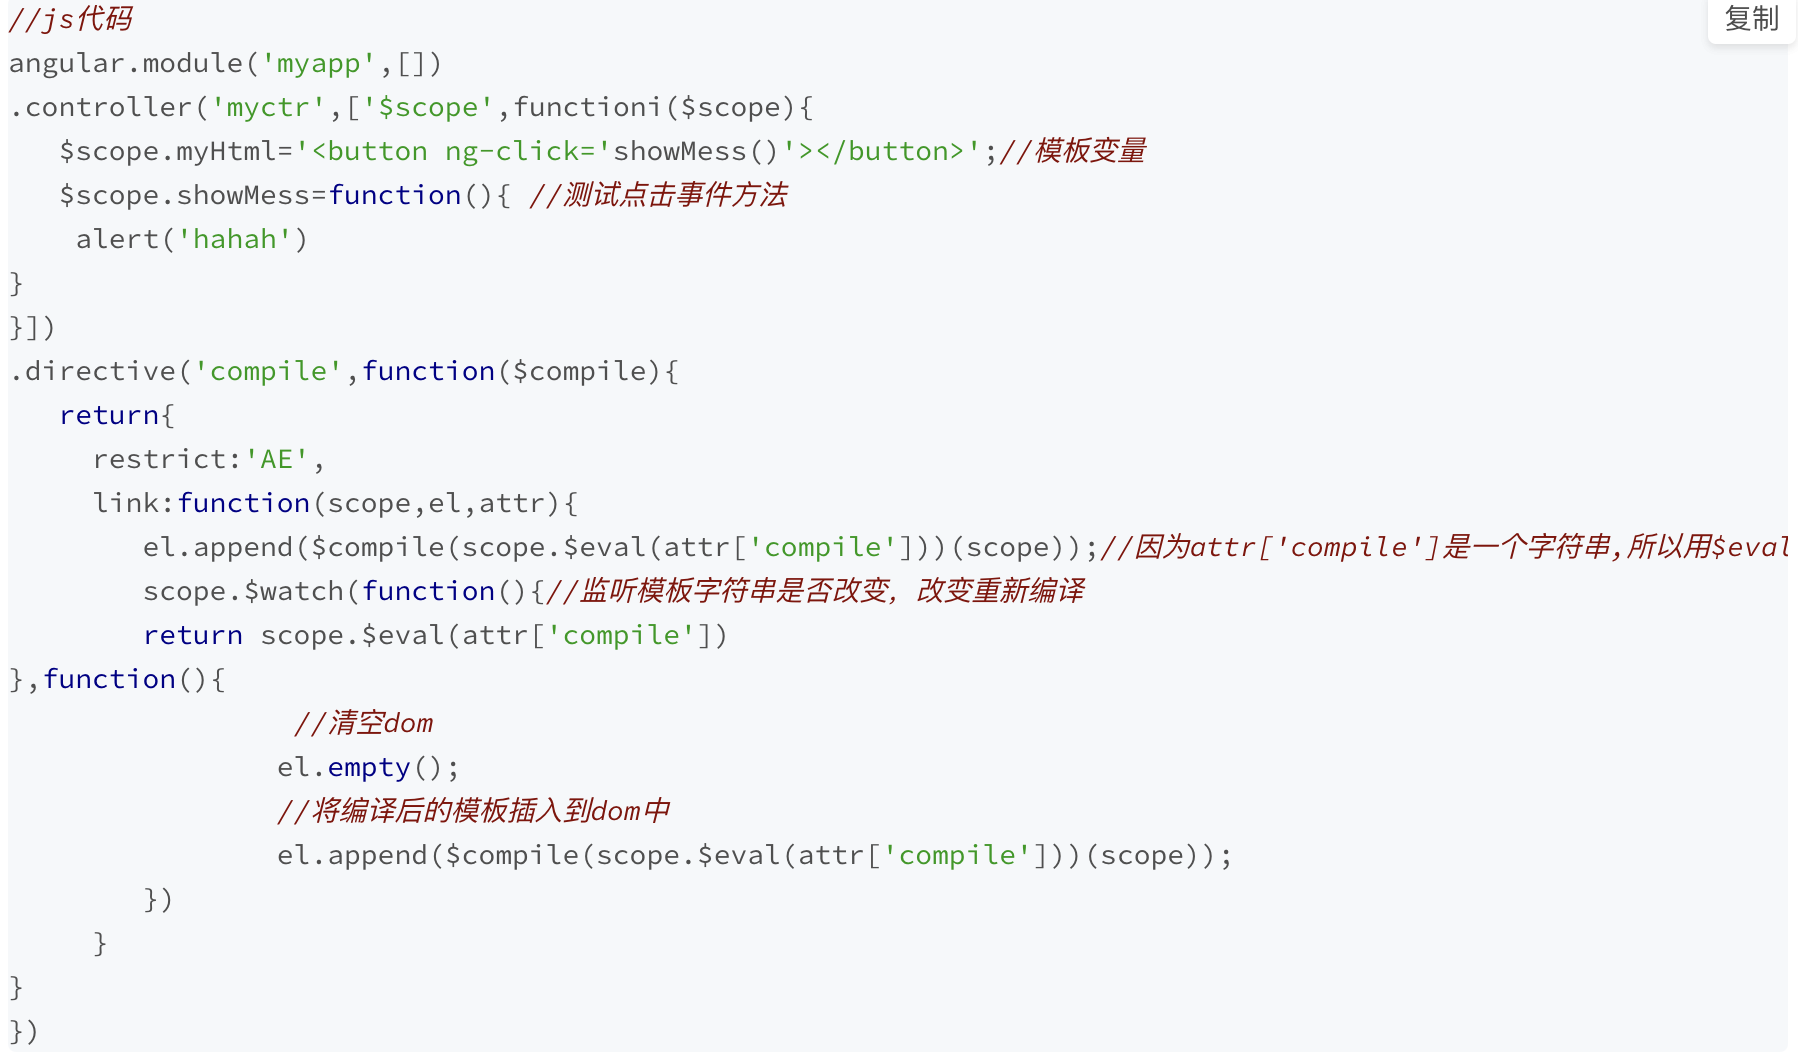 //js代码
复制
angular.module('myapp',[])
.controller('myctr',['$scope',functioni($scope){
   $scope.myHtml='<button ng-click='showMess()'></button>';//模板变量
   $scope.showMess=function(){ //测试点击事件方法
    alert('hahah')
}
}])
.directive('compile',function($compile){
   return{
     restrict:'AE',
     link:function(scope,el,attr){
        el.append($compile(scope.$eval(attr['compile']))(scope));//因为attr['compile']是一个字符串,所以用$eval
        scope.$watch(function(){//监听模板字符串是否改变，改变重新编译
        return scope.$eval(attr['compile'])
},function(){
                 //清空dom
                el.empty();
                //将编译后的模板插入到dom中
                el.append($compile(scope.$eval(attr['compile']))(scope));
        })
     }
}
})